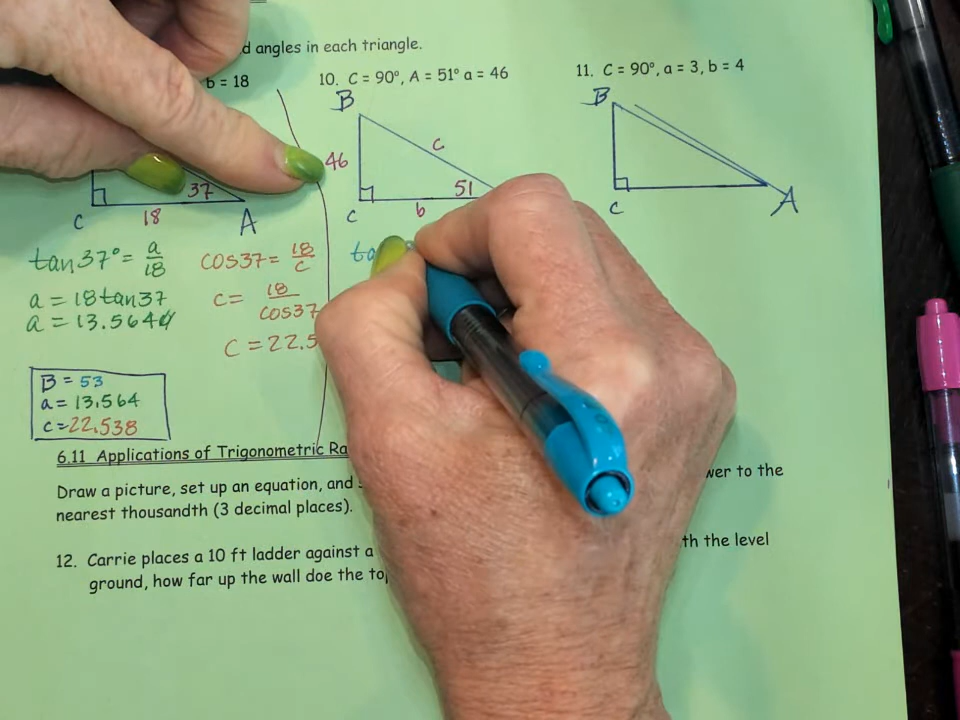 d angles in each triangle.
b = 18
10. C = 90°, A = 51° a = 46
11. C = 90°, a = 3, b = 4
B
46
c
51
C
b
B
C
A
37
C
18
A
tan37° = a/18
a = 18tan37
a = 13.564
cos37 = 18/c
c = 18/cos37
c = 22.5
B = 53
a = 13.564
c = 22.538
ta
6.11 Applications of Trigonometric Ra
Draw a picture, set up an equation, and
wer to the
nearest thousandth (3 decimal places).
12. Carrie places a 10 ft ladder against a
th the level
ground, how far up the wall doe the to